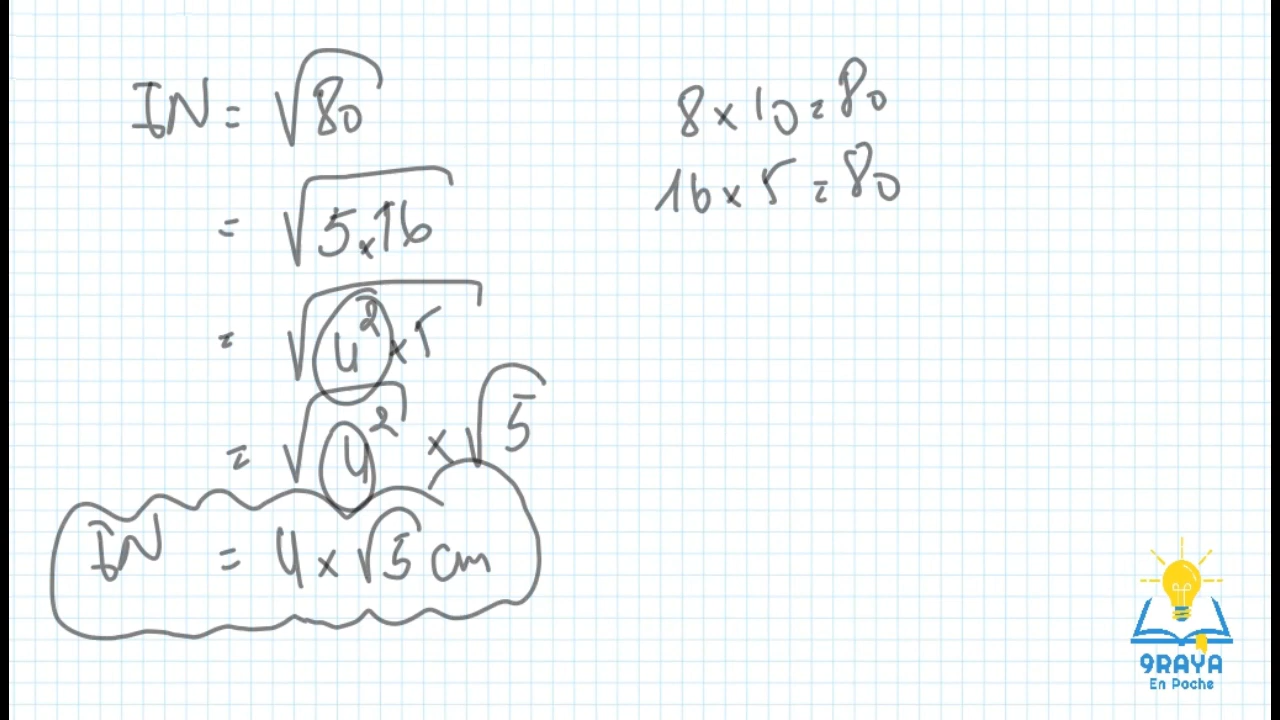 IN = √80
= √5×16
= √4² × 5
= √4² × √5
IN = 4 × √5 cm
8 × 10 = 80
16 × 5 = 80
9RAYA
En Poche